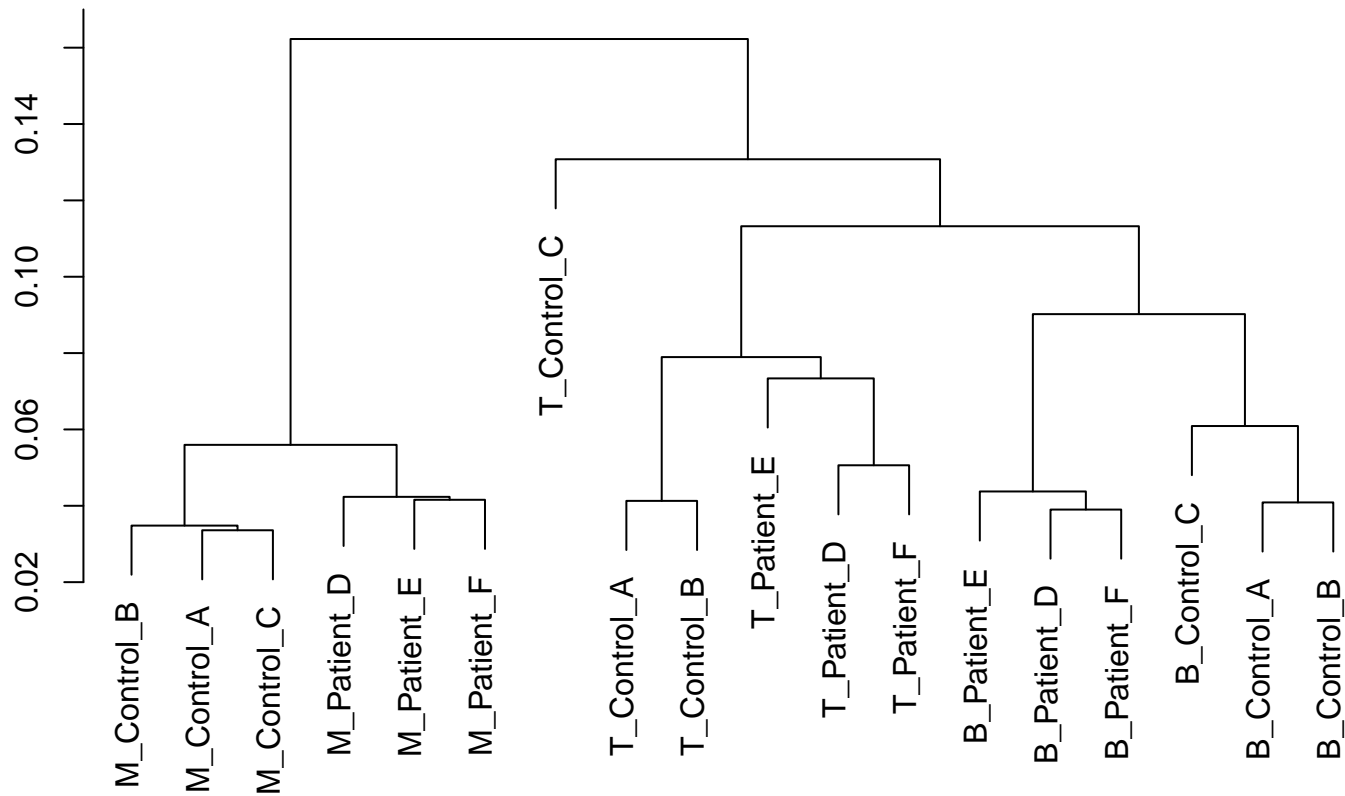 0.14
0.10
0.06
0.02
M_Control_B
M_Control_A
M_Control_C
M_Patient_D
M_Patient_E
M_Patient_F
T_Control_C
T_Control_A
T_Control_B
T_Patient_E
T_Patient_D
T_Patient_F
B_Patient_E
B_Patient_D
B_Patient_F
B_Control_C
B_Control_A
B_Control_B